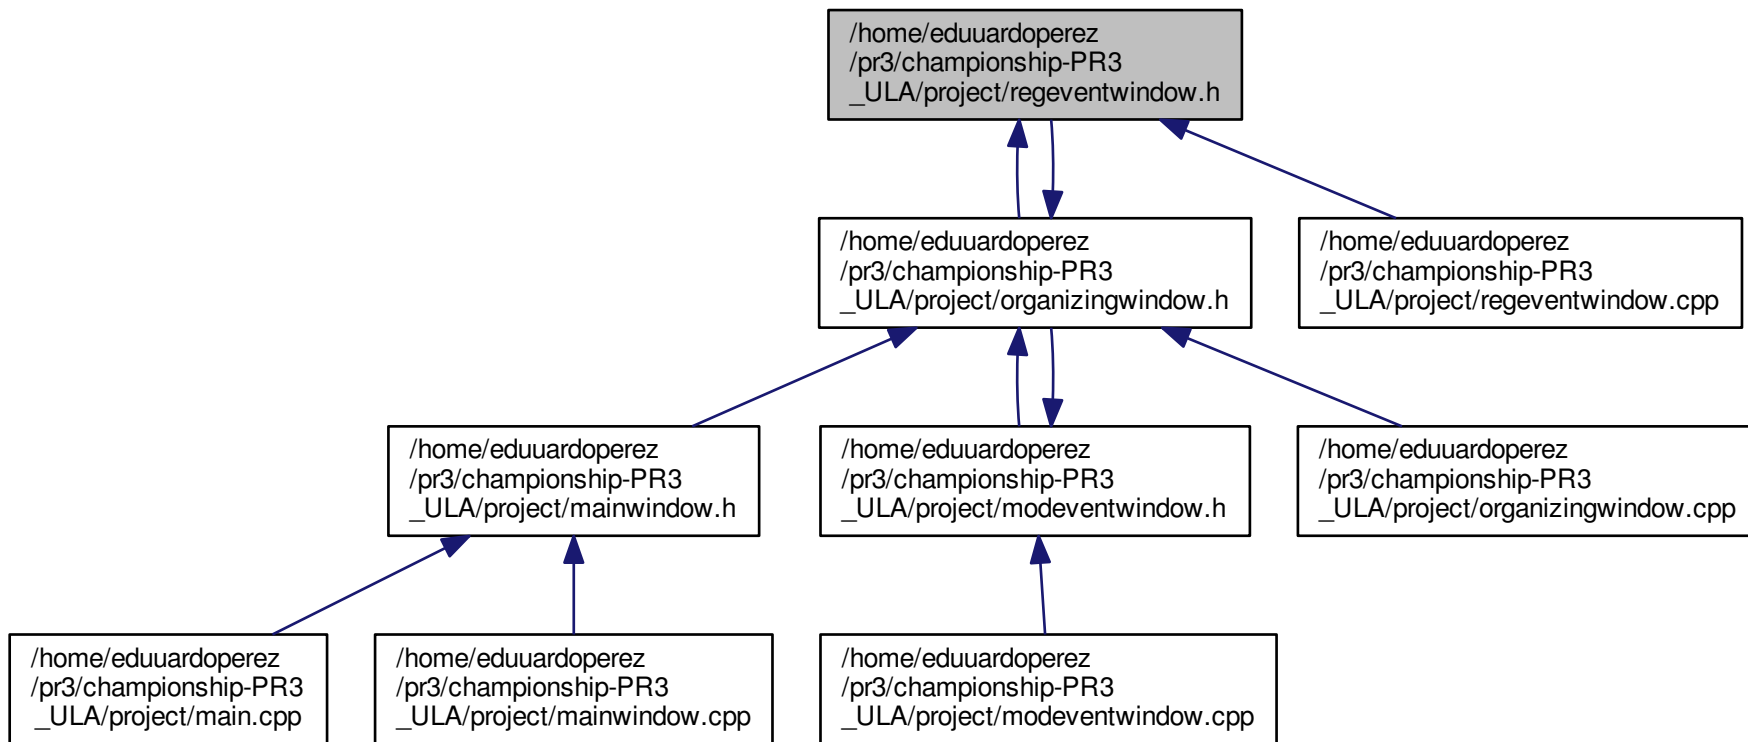 /home/eduuardoperez
/pr3/championship-PR3
_ULA/project/regeventwindow.h
/home/eduuardoperez
/pr3/championship-PR3
_ULA/project/organizingwindow.h
/home/eduuardoperez
/pr3/championship-PR3
_ULA/project/regeventwindow.cpp
/home/eduuardoperez
/pr3/championship-PR3
_ULA/project/mainwindow.h
/home/eduuardoperez
/pr3/championship-PR3
_ULA/project/modeventwindow.h
/home/eduuardoperez
/pr3/championship-PR3
_ULA/project/organizingwindow.cpp
/home/eduuardoperez
/pr3/championship-PR3
_ULA/project/main.cpp
/home/eduuardoperez
/pr3/championship-PR3
_ULA/project/mainwindow.cpp
/home/eduuardoperez
/pr3/championship-PR3
_ULA/project/modeventwindow.cpp